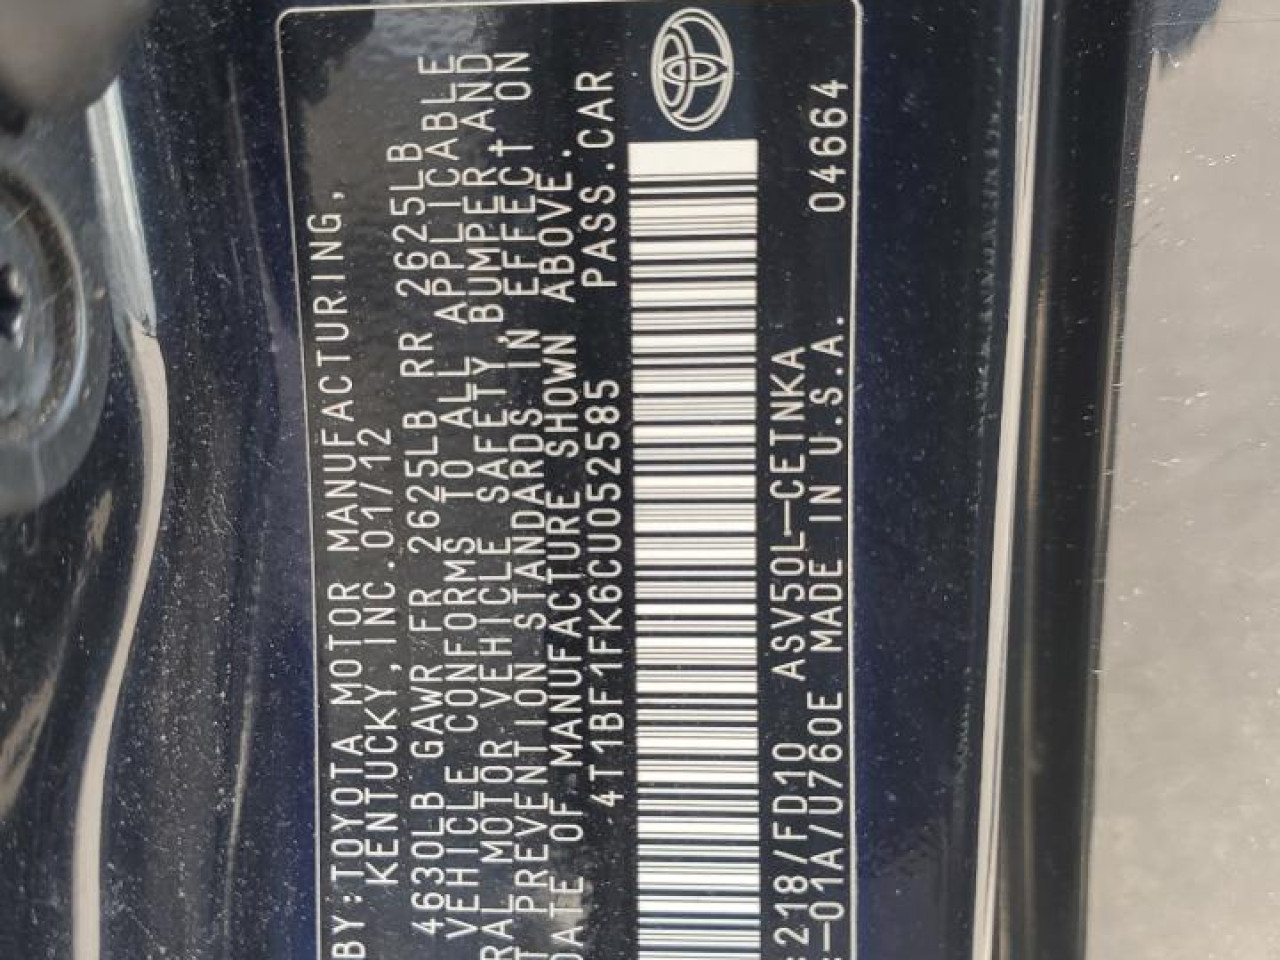 BY:TOYOTA MOTOR MANUFACTURING,
KENTUCKY,INC.01/12
4630LB GAWR FR 2625LB RR 2625LB
VEHICLE CONFORMS TO ALL APPLICABLE
RAL MOTOR VEHICLE SAFETY,BUMPER AND
T PREVENTION STANDARDS IN EFFECT ON
DATE OF MANUFACTURE SHOWN ABOVE.
4T1BF1FK6CU052585 PASS.CAR
:218/FD10 ASV50L-CETNKA 04664
:-01A/U760E MADE IN U.S.A.